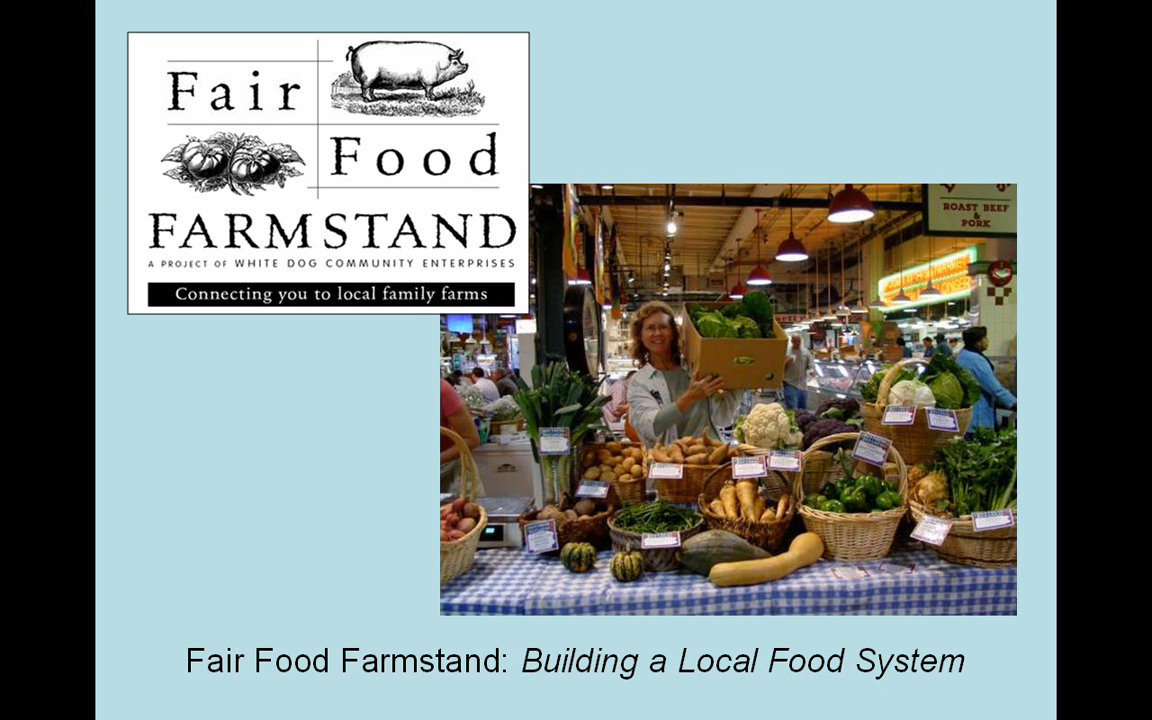 Fair
Food
FARMSTAND
A PROJECT OF WHITE DOG COMMUNITY ENTERPRISES
Connecting you to local family farms
ROAST BEEF
&
PORK
Fair Food Farmstand: Building a Local Food System